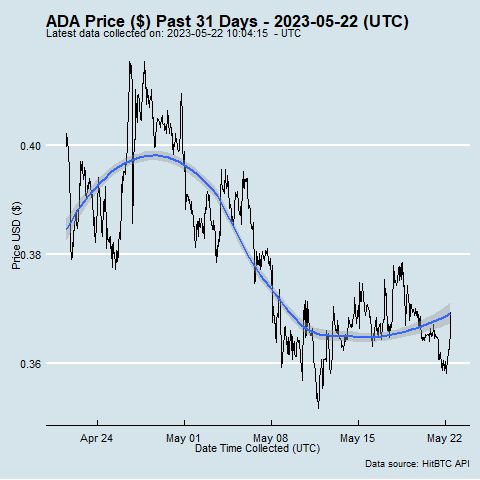 ADA Price ($) Past 31 Days - 2023-05-22 (UTC)
Latest data collected on: 2023-05-22 10:04:15 - UTC
Price USD ($)
0.40
0.38
0.36
Apr 24
May 01
May 08
May 15
May 22
Date Time Collected (UTC)
Data source: HitBTC API